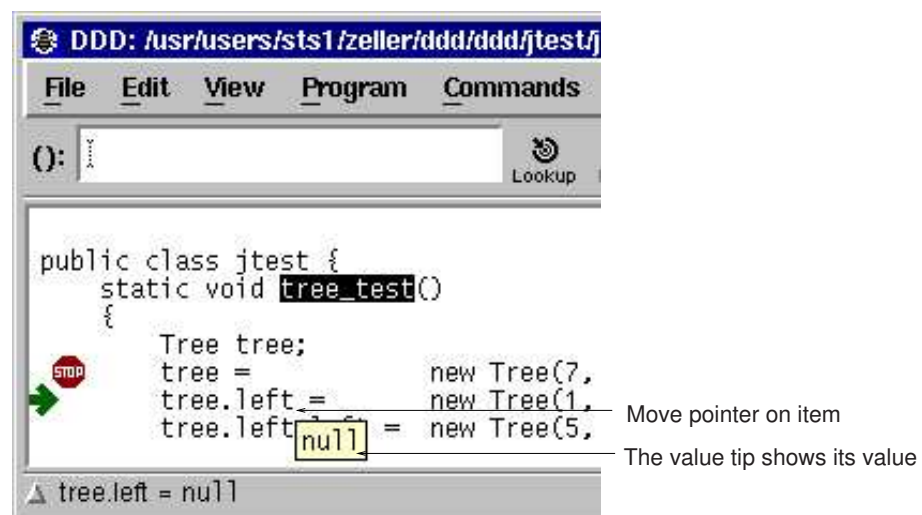 DDD: /usr/users/sts1/zeller/ddd/ddd/jtest/j
File Edit View Program Commands
():
Lookup
public class jtest {
static void tree_test()
{
Tree tree;
STOP
tree = new Tree(7,
tree.left = new Tree(1,
tree.left = new Tree(5,
null
Move pointer on item
The value tip shows its value
tree.left = null